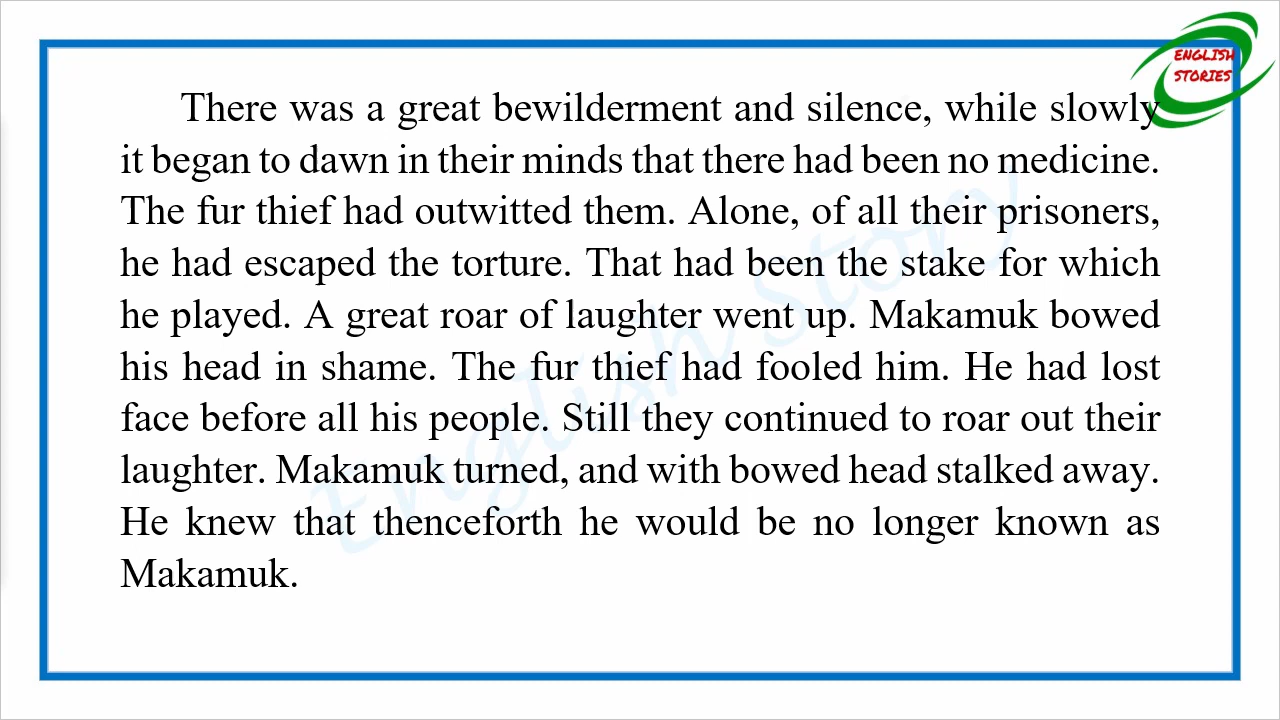 ENGLISH
STORIES
There was a great bewilderment and silence, while slowly
it began to dawn in their minds that there had been no medicine.
The fur thief had outwitted them. Alone, of all their prisoners,
he had escaped the torture. That had been the stake for which
he played. A great roar of laughter went up. Makamuk bowed
his head in shame. The fur thief had fooled him. He had lost
face before all his people. Still they continued to roar out their
laughter. Makamuk turned, and with bowed head stalked away.
He knew that thenceforth he would be no longer known as
Makamuk.
English Story